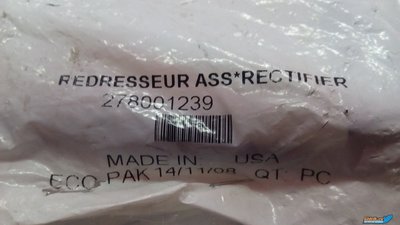 REDRESSEUR ASS*RECTIFIER
278001239
MADE IN: USA
ECO-PAK 14/11/08 QT: PC